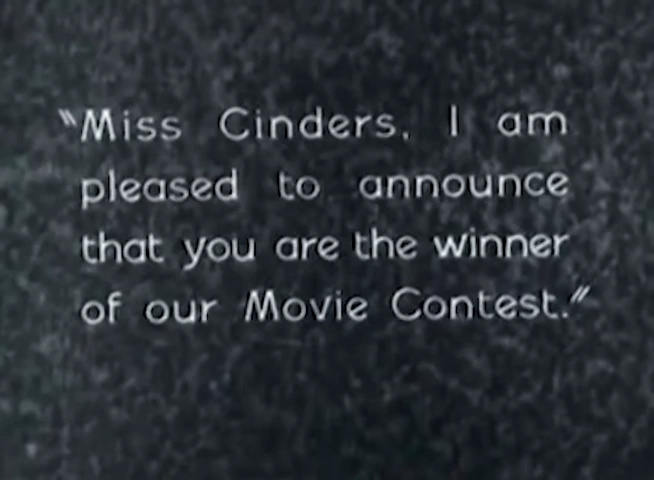 "Miss Cinders, I am
pleased to announce
that you are the winner
of our Movie Contest."